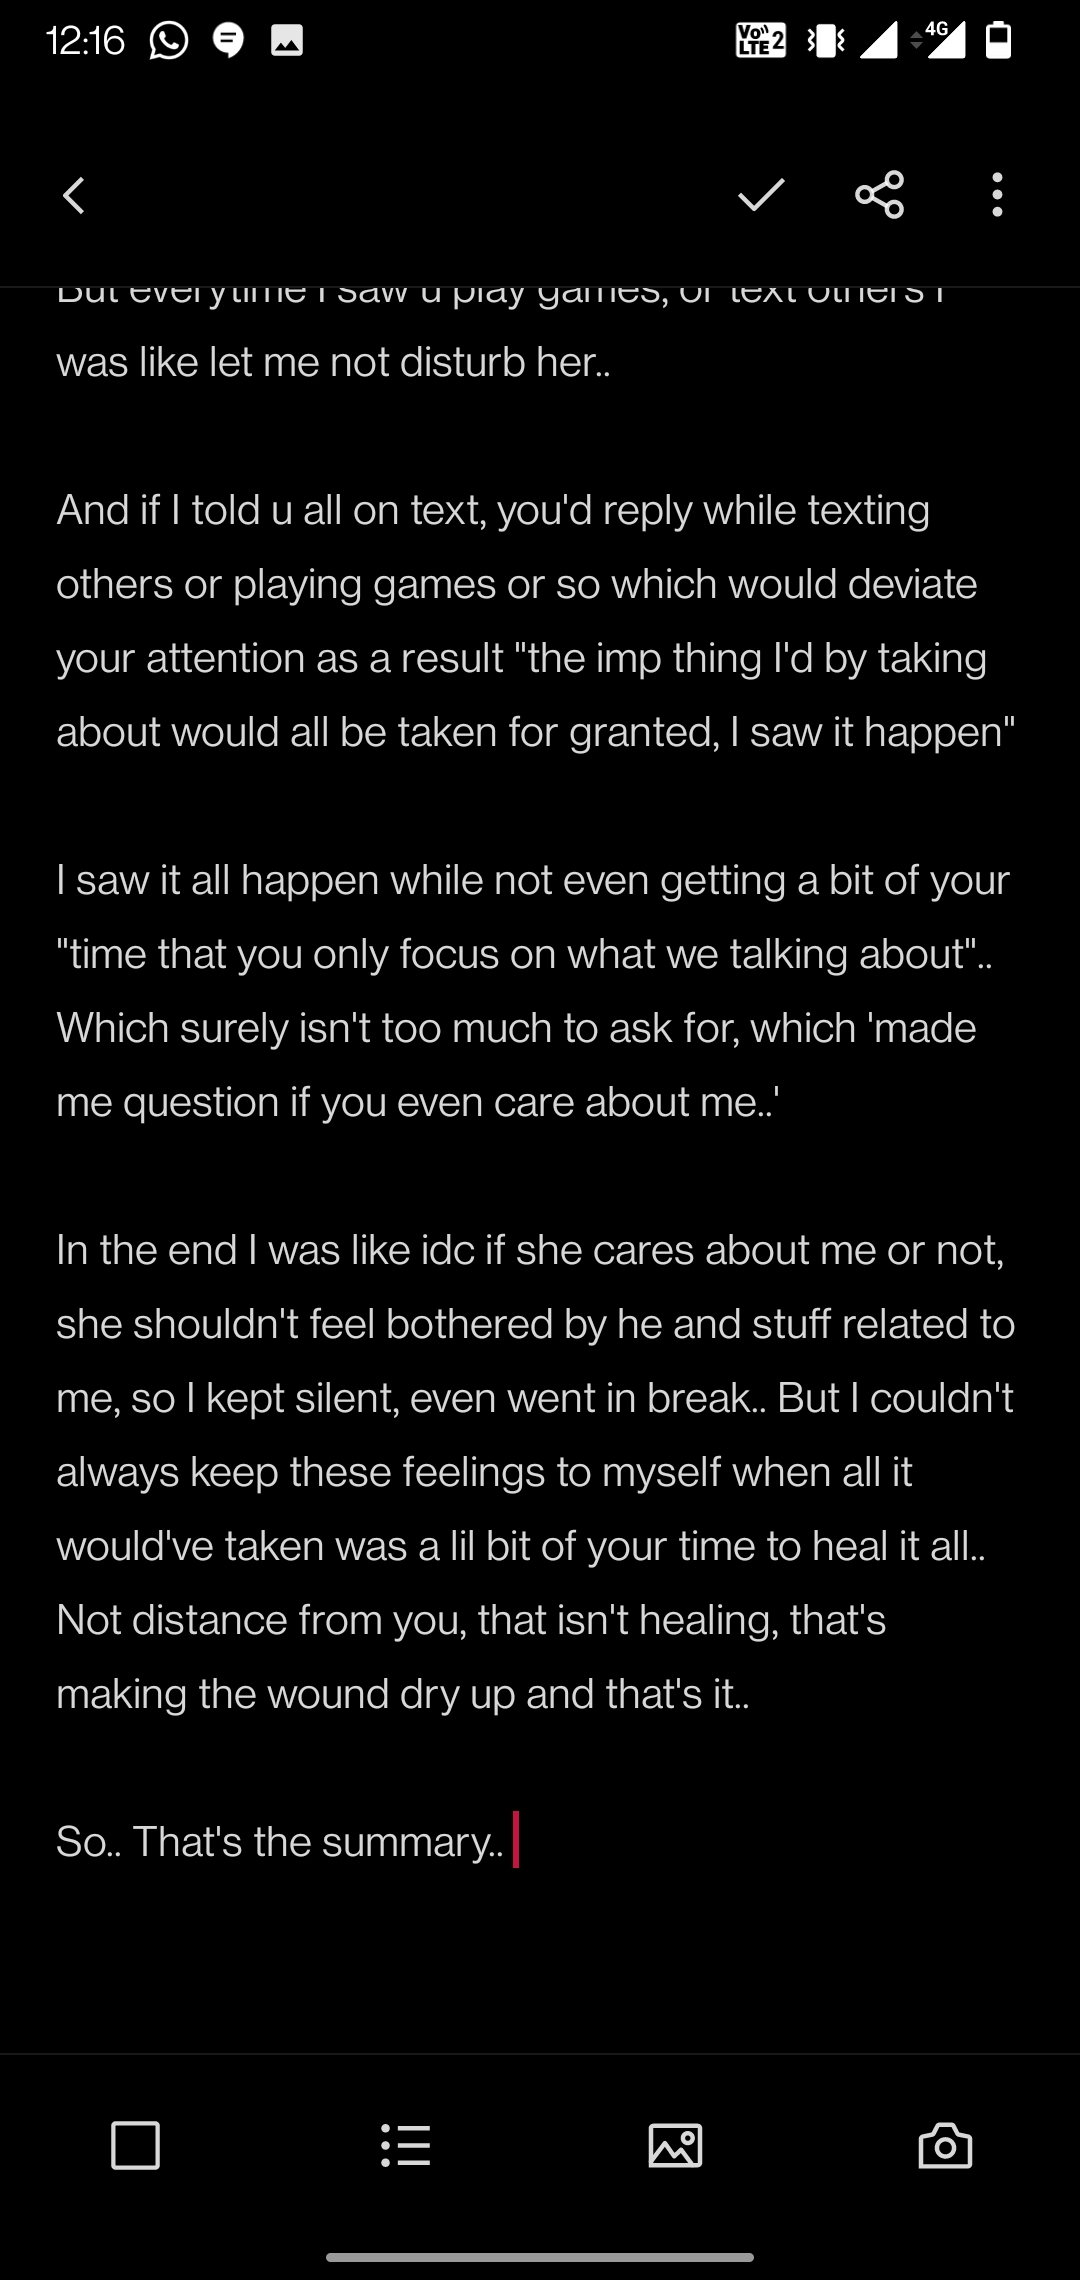 12:16
Vo)) LTE 2
4G
But everytime I saw u play games, or text others I
was like let me not disturb her..
And if I told u all on text, you'd reply while texting
others or playing games or so which would deviate
your attention as a result "the imp thing I'd by taking
about would all be taken for granted, I saw it happen"
I saw it all happen while not even getting a bit of your
"time that you only focus on what we talking about"..
Which surely isn't too much to ask for, which 'made
me question if you even care about me..'
In the end I was like idc if she cares about me or not,
she shouldn't feel bothered by he and stuff related to
me, so I kept silent, even went in break.. But I couldn't
always keep these feelings to myself when all it
would've taken was a lil bit of your time to heal it all..
Not distance from you, that isn't healing, that's
making the wound dry up and that's it..
So.. That's the summary..